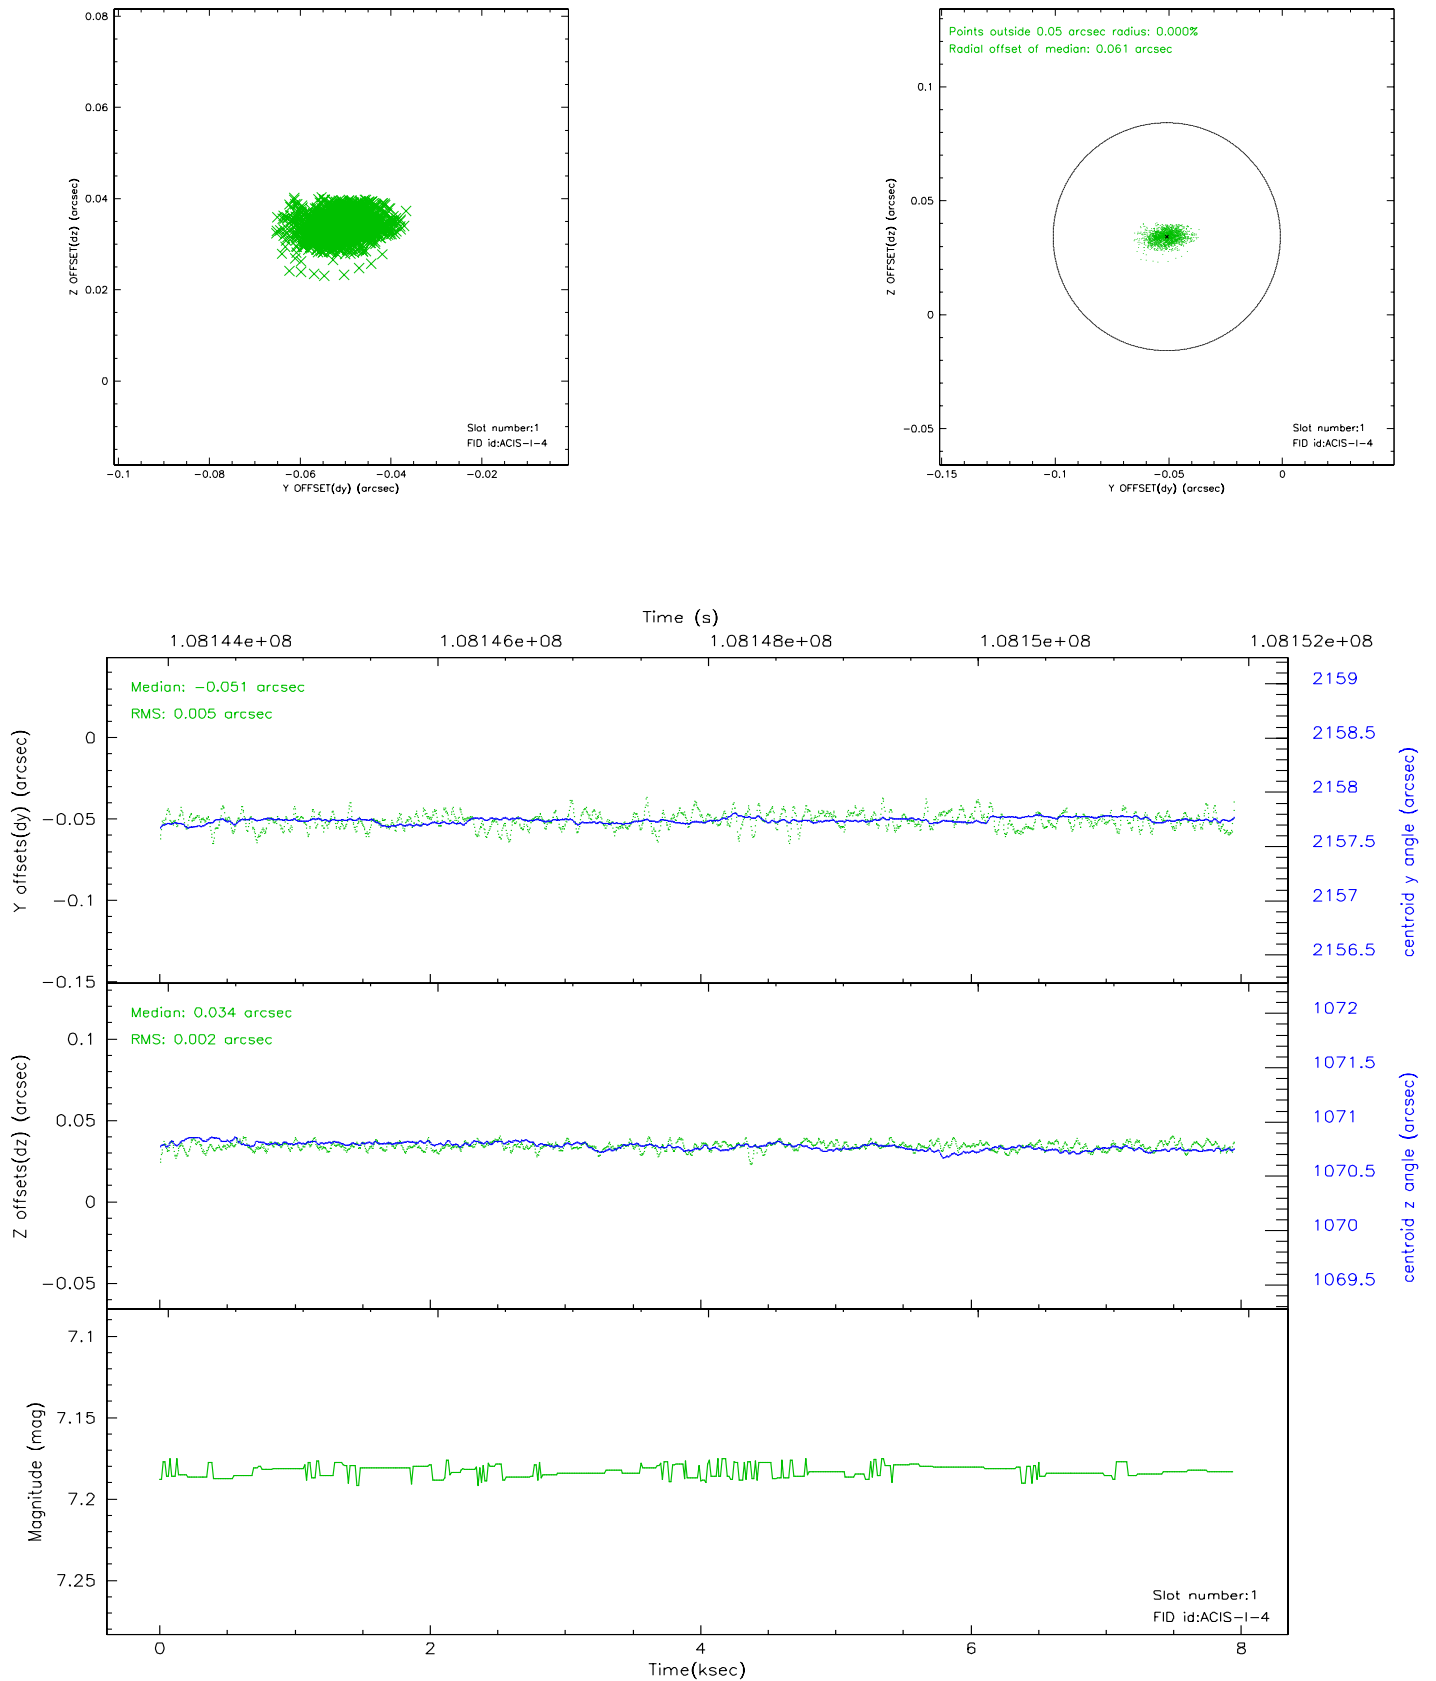 0.08
0.06
0.04
0.02
0
Z OFFSET(dz) (arcsec)
Slot number:1
FID id:ACIS-I-4
-0.1
-0.08
-0.06
-0.04
-0.02
Y OFFSET(dy) (arcsec)
Points outside 0.05 arcsec radius: 0.000%
Radial offset of median: 0.061 arcsec
0.1
0.05
0
-0.05
Z OFFSET(dz) (arcsec)
Slot number:1
FID id:ACIS-I-4
-0.15
-0.1
-0.05
0
Y OFFSET(dy) (arcsec)
Time (s)
1.08144e+08
1.08146e+08
1.08148e+08
1.0815e+08
1.08152e+08
Median: -0.051 arcsec
RMS: 0.005 arcsec
0
-0.05
-0.1
-0.15
Y offsets(dy) (arcsec)
2159
2158.5
2158
2157.5
2157
2156.5
centroid y angle (arcsec)
Median: 0.034 arcsec
RMS: 0.002 arcsec
0.1
0.05
0
-0.05
Z offsets(dz) (arcsec)
1072
1071.5
1071
1070.5
1070
1069.5
centroid z angle (arcsec)
7.1
7.15
7.2
7.25
Magnitude (mag)
Slot number:1
FID id:ACIS-I-4
0
2
4
6
8
Time(ksec)